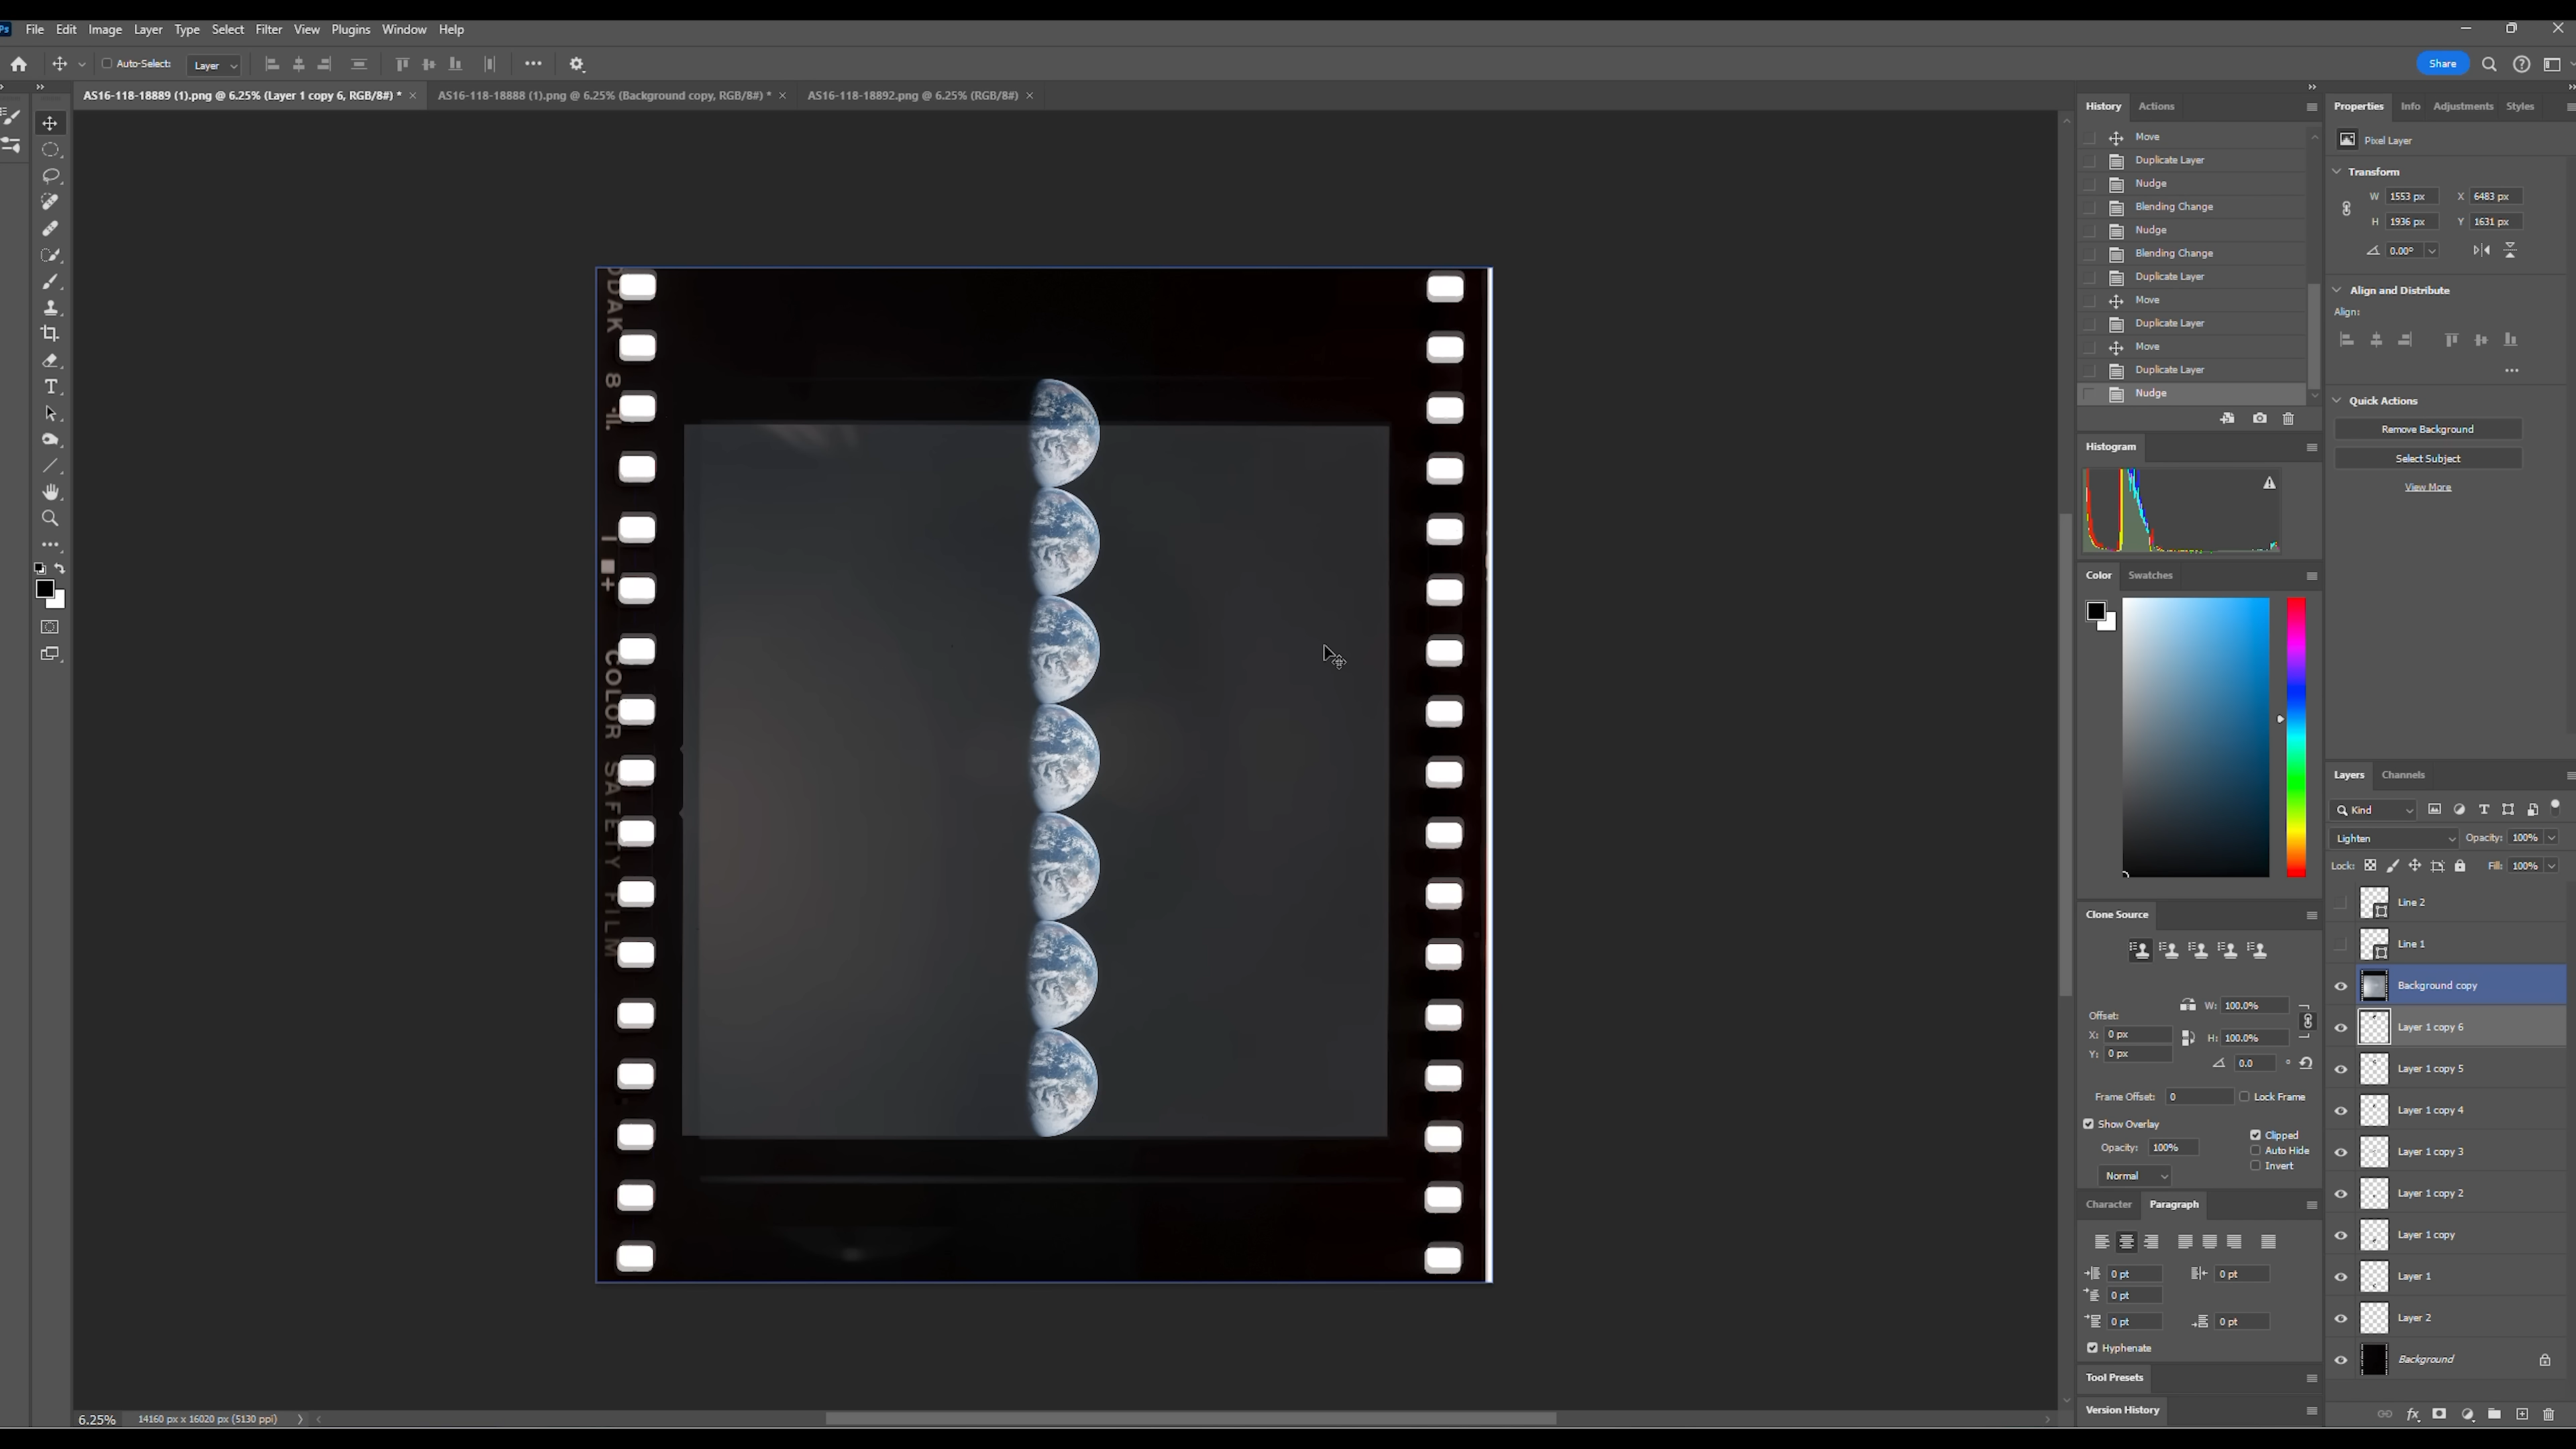 Ps File Edit Image Layer Type Select Filter View Plugins Window Help
Auto-Select: Layer
Share
AS16-118-18889 (1).png @ 6.25% (Layer 1 copy 6, RGB/8#) *
AS16-118-18888 (1).png @ 6.25% (Background copy, RGB/8#) *
AS16-118-18892.png @ 6.25% (RGB/8#)
ODAK
8
COLOR SAFETY FILM
6.25% 14160 px x 16020 px (5130 ppi)
History Actions
Move
Duplicate Layer
Nudge
Blending Change
Nudge
Blending Change
Duplicate Layer
Move
Duplicate Layer
Move
Duplicate Layer
Nudge
Histogram
Color Swatches
Clone Source
Offset:
W: 100.0%
X: 0 px
H: 100.0%
Y: 0 px
0.0 °
Frame Offset: 0 Lock Frame
Show Overlay
Clipped
Opacity: 100%
Auto Hide
Invert
Normal
Character Paragraph
0 pt 0 pt
0 pt
0 pt 0 pt
Hyphenate
Tool Presets
Version History
Properties Info Adjustments Styles
Pixel Layer
Transform
W 1553 px X 6483 px
H 1936 px Y 1631 px
0.00°
Align and Distribute
Align:
Quick Actions
Remove Background
Select Subject
View More
Layers Channels
Kind
Lighten Opacity: 100%
Lock: Fill: 100%
Line 2
Line 1
Background copy
Layer 1 copy 6
Layer 1 copy 5
Layer 1 copy 4
Layer 1 copy 3
Layer 1 copy 2
Layer 1 copy
Layer 1
Layer 2
Background